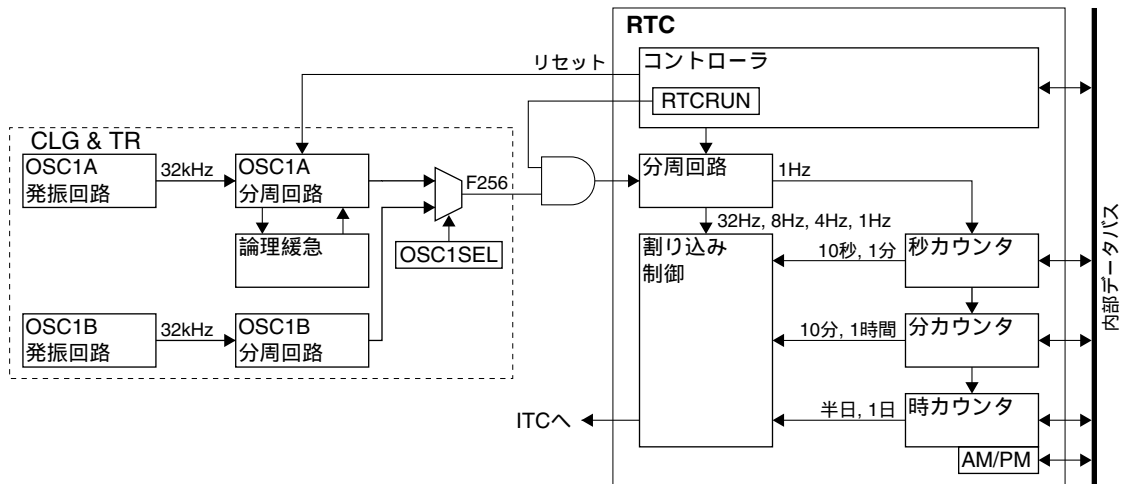 RTC
リセット
コントローラ
RTCRUN
CLG & TR
OSC1A
発振回路
32kHz
OSC1A
分周回路
F256
分周回路
1Hz
32Hz, 8Hz, 4Hz, 1Hz
論理緩急
OSC1SEL
割り込み
制御
10秒, 1分
秒カウンタ
OSC1B
発振回路
32kHz
OSC1B
分周回路
10分, 1時間
分カウンタ
内部データバス
ITCへ
半日, 1日
時カウンタ
AM/PM